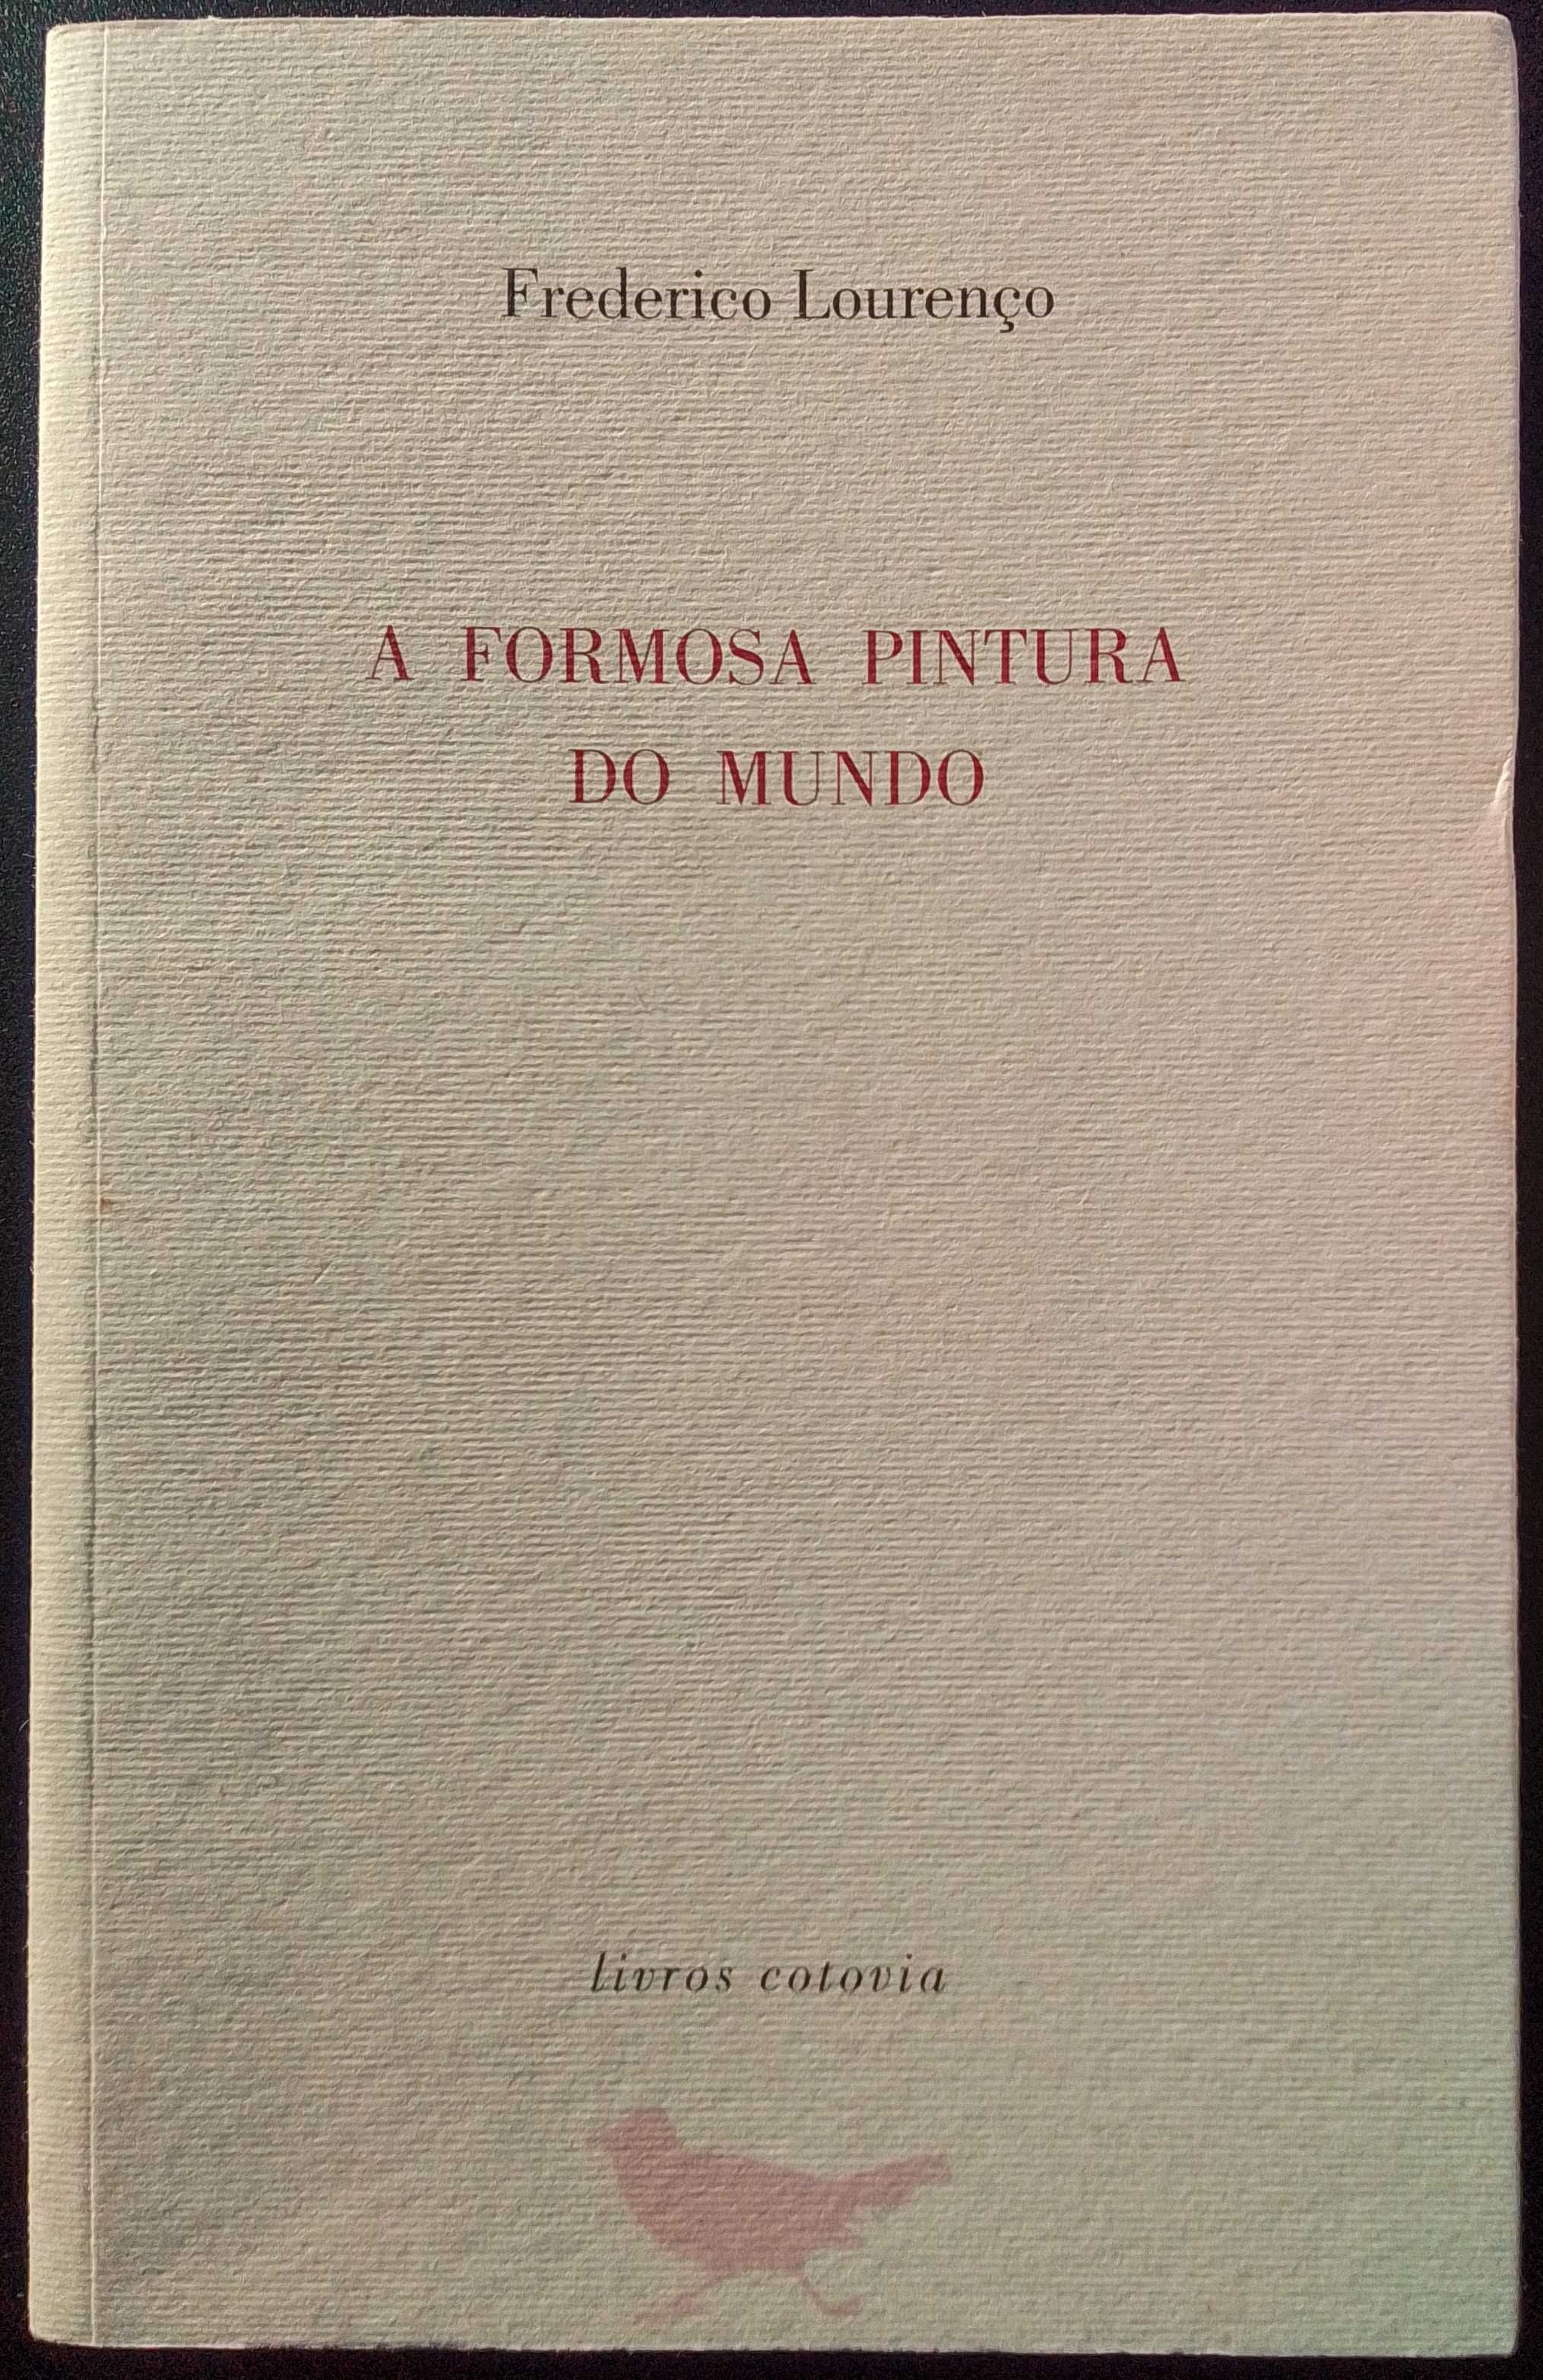 Frederico Lourenço
A FORMOSA PINTURA
DO MUNDO
livros cotovia